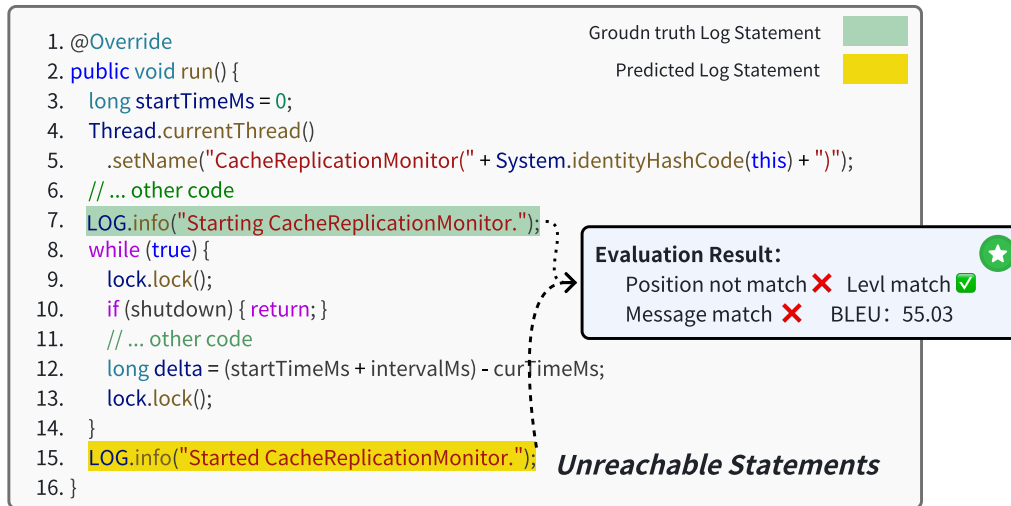 Groudn truth Log Statement
Predicted Log Statement
1. @Override
2. public void run() {
3. long startTimeMs = 0;
4. Thread.currentThread()
5. .setName("CacheReplicationMonitor(" + System.identityHashCode(this) + ")");
6. // ... other code
7. LOG.info("Starting CacheReplicationMonitor.");
8. while (true) {
9. lock.lock();
10. if (shutdown) { return; }
11. // ... other code
12. long delta = (startTimeMs + intervalMs) - curTimeMs;
13. lock.lock();
14. }
15. LOG.info("Started CacheReplicationMonitor.");
16. }
Unreachable Statements
Evaluation Result:
Position not match ❌ Levl match ✅
Message match ❌ BLEU: 55.03